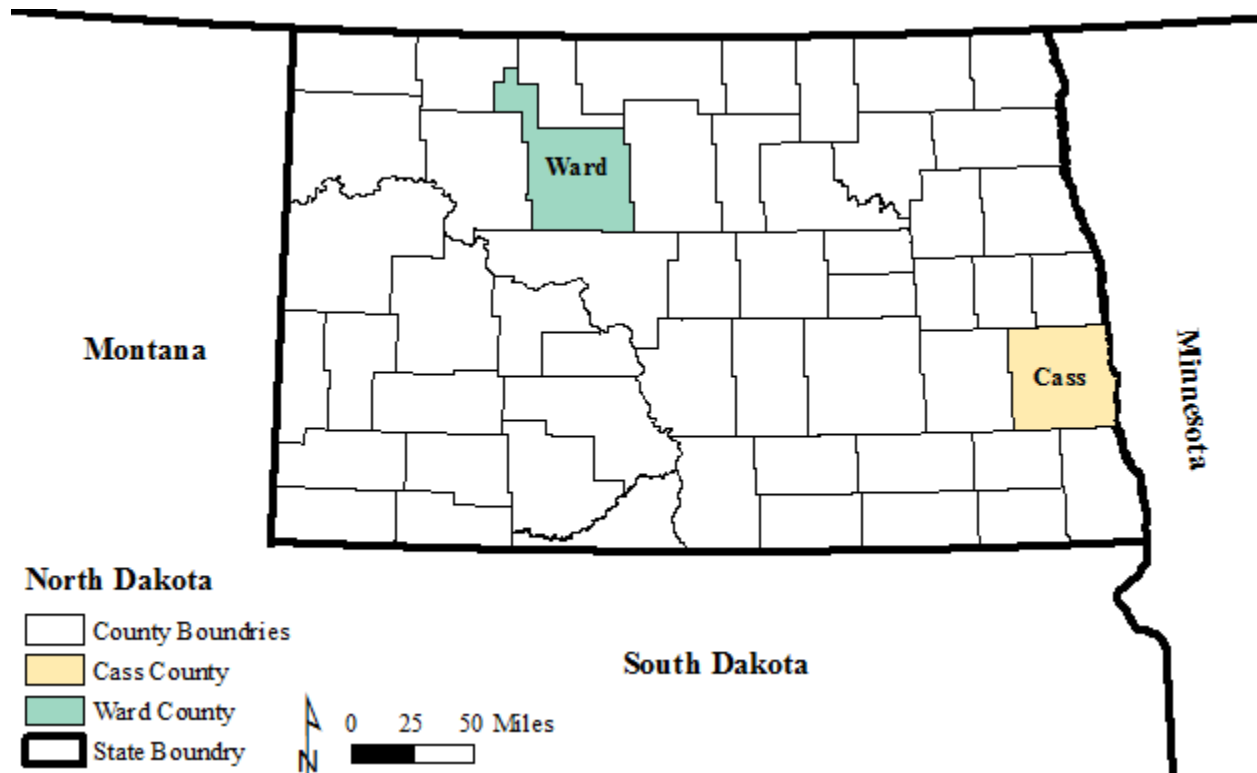 Ward
Montana
Cass
Minnesota
North Dakota
County Boundries
Cass County
Ward County
State Boundry
South Dakota
0 25 50 Miles
N